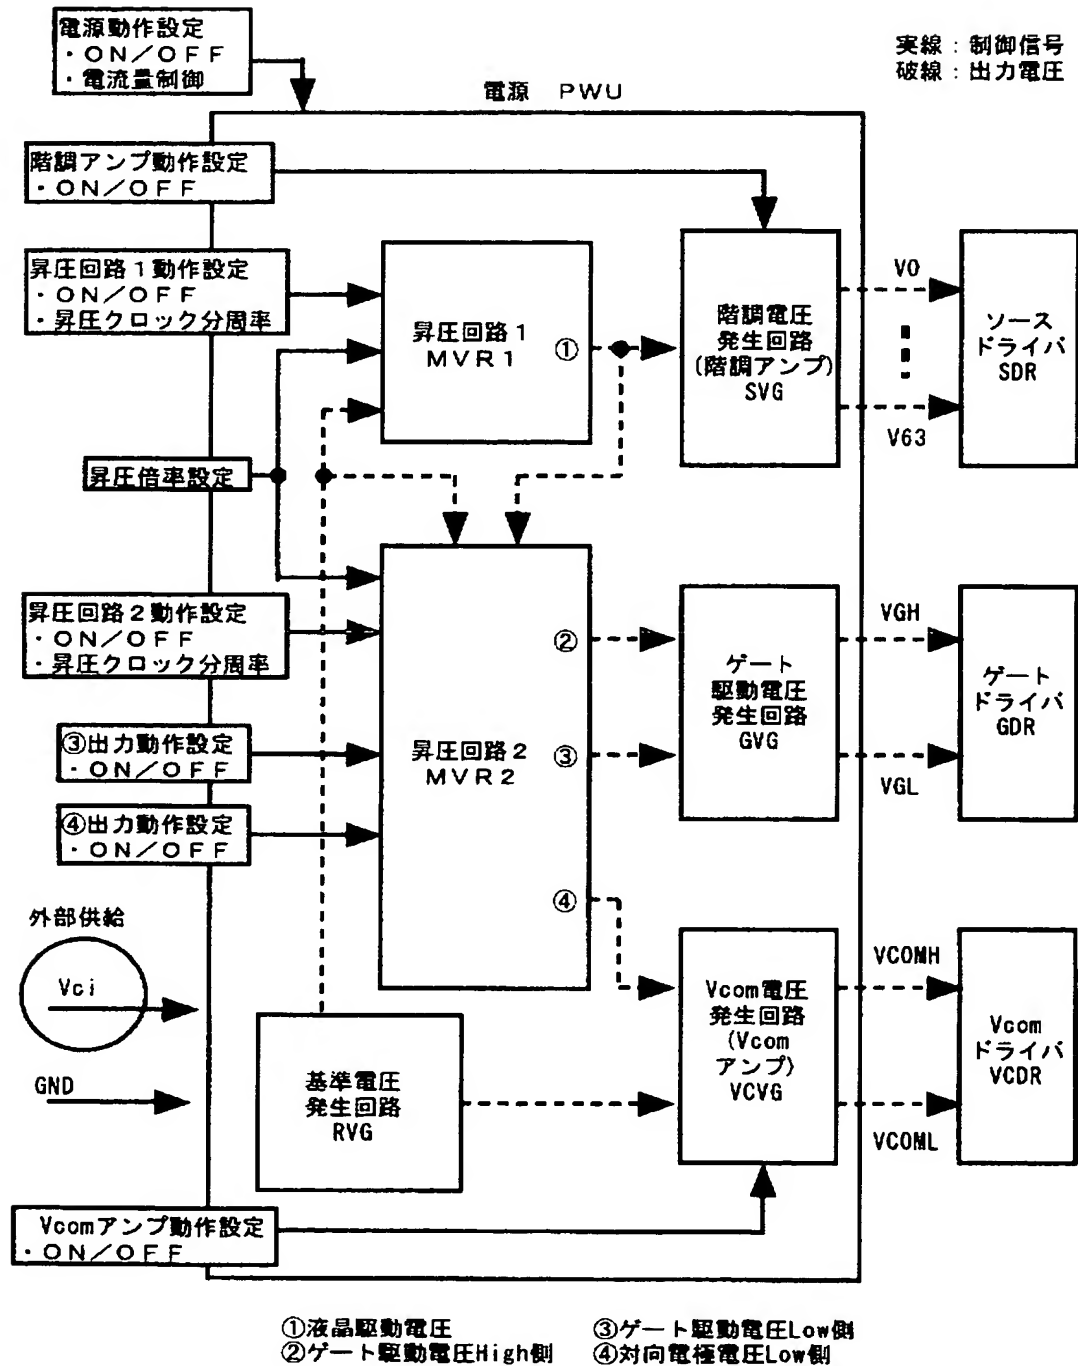 電源動作設定
・ON／OFF
・電流量制御
実線：制御信号
破線：出力電圧
電源 PWU
階調アンプ動作設定
・ON／OFF
昇圧回路1動作設定
・ON／OFF
・昇圧クロック分周率
昇圧回路1
MVR1
①
階調電圧
発生回路
(階調アンプ)
SVG
V0
V63
ソース
ドライバ
SDR
昇圧倍率設定
昇圧回路2動作設定
・ON／OFF
・昇圧クロック分周率
③出力動作設定
・ON／OFF
④出力動作設定
・ON／OFF
昇圧回路2
MVR2
②
③
④
ゲート
駆動電圧
発生回路
GVG
VGH
VGL
ゲート
ドライバ
GDR
外部供給
Vci
GND
基準電圧
発生回路
RVG
Vcom電圧
発生回路
(Vcom
アンプ)
VCVG
VCOMH
VCOML
Vcom
ドライバ
VCDR
Vcomアンプ動作設定
・ON／OFF
①液晶駆動電圧
②ゲート駆動電圧High側
③ゲート駆動電圧Low側
④対向電極電圧Low側